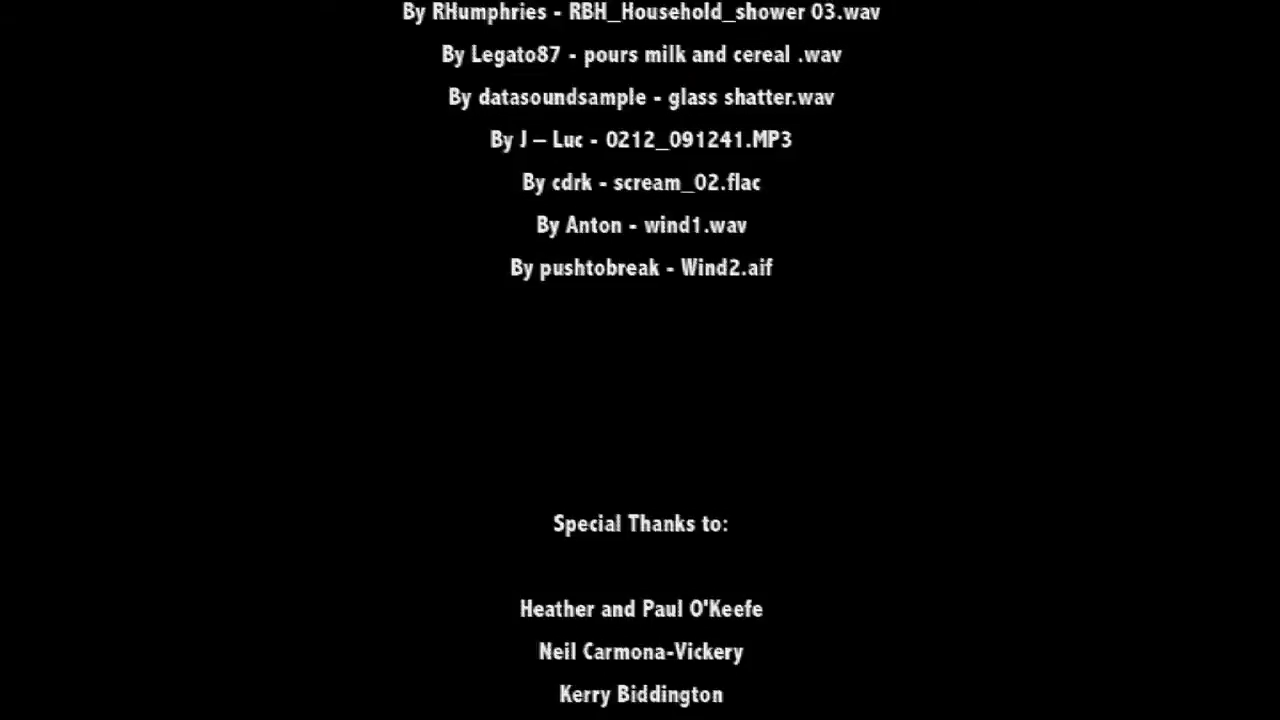 By RHumphries - RBH_Household_shower 03.wav
By Legato87 - pours milk and cereal .wav
By datasoundsample - glass shatter.wav
By J – Luc - 0212_091241.MP3
By cdrk - scream_02.flac
By Anton - wind1.wav
By pushtobreak - Wind2.aif
Special Thanks to:
Heather and Paul O'Keefe
Neil Carmona-Vickery
Kerry Biddington